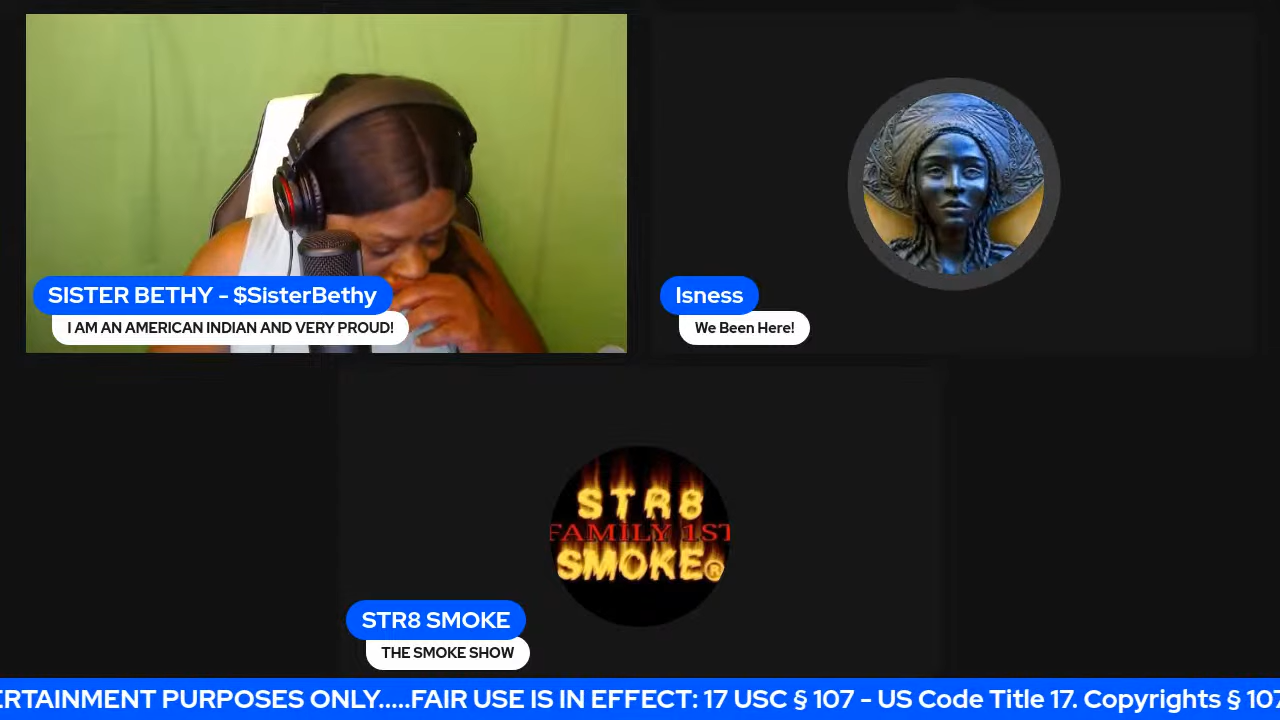 SISTER BETHY - $SisterBethy
I AM AN AMERICAN INDIAN AND VERY PROUD!
Isness
We Been Here!
STR8
FAMILY 1ST
SMOKE®
STR8 SMOKE
THE SMOKE SHOW
ERTAINMENT PURPOSES ONLY.....FAIR USE IS IN EFFECT: 17 USC § 107 - US Code Title 17. Copyrights § 107